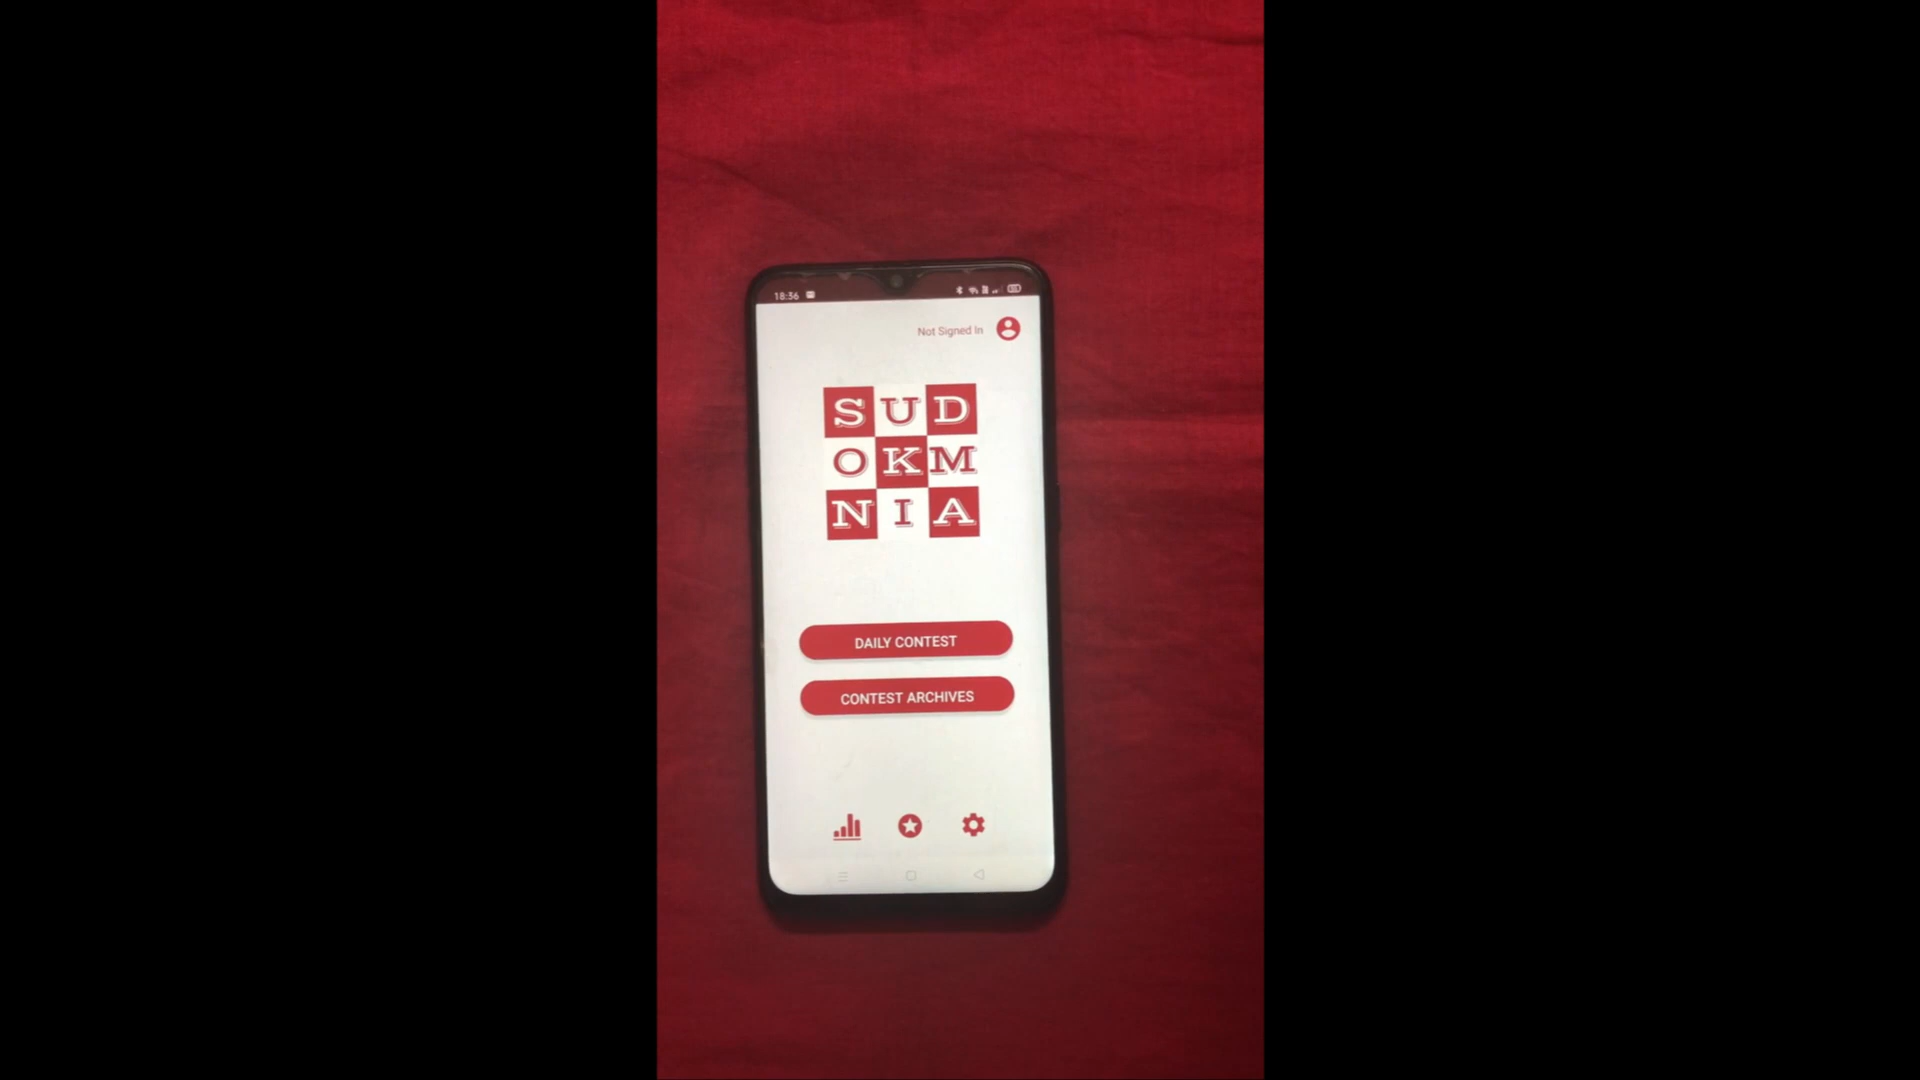 18:36
Not Signed In
SUD
OKM
NIA
DAILY CONTEST
CONTEST ARCHIVES